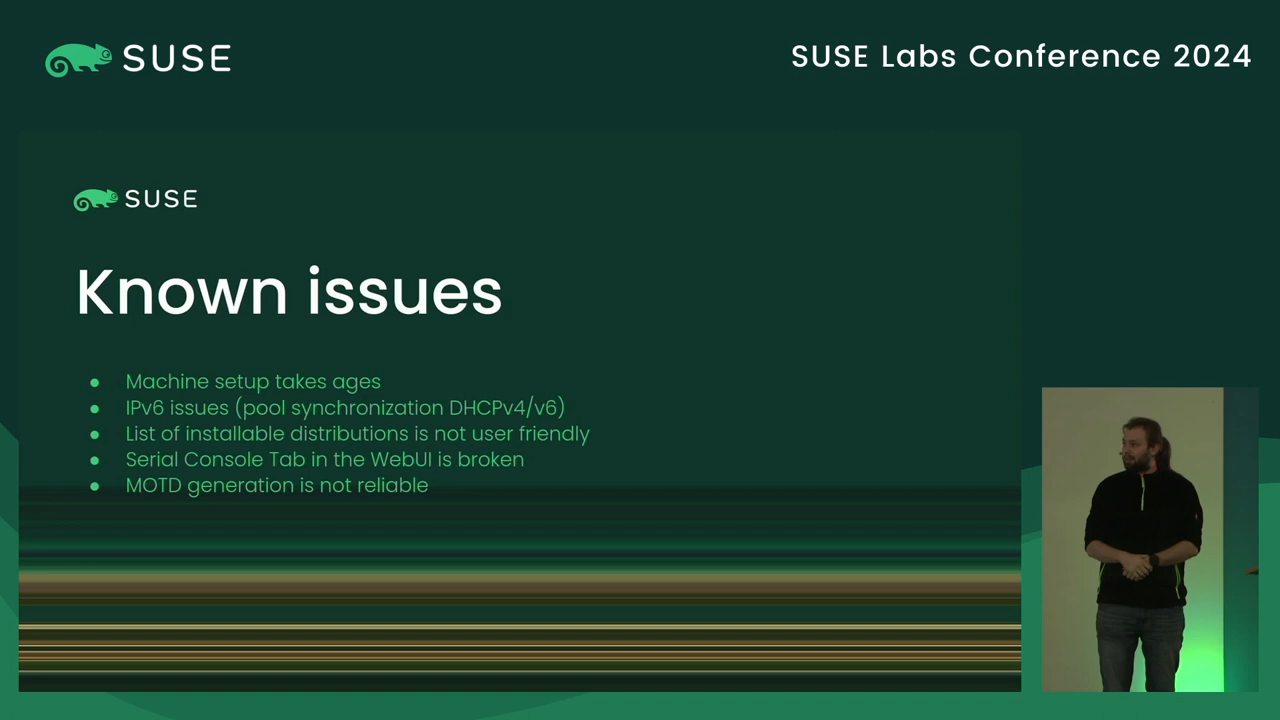 SUSE
SUSE Labs Conference 2024
SUSE
Known issues
● Machine setup takes ages
● IPv6 issues (pool synchronization DHCPv4/v6)
● List of installable distributions is not user friendly
● Serial Console Tab in the WebUI is broken
● MOTD generation is not reliable